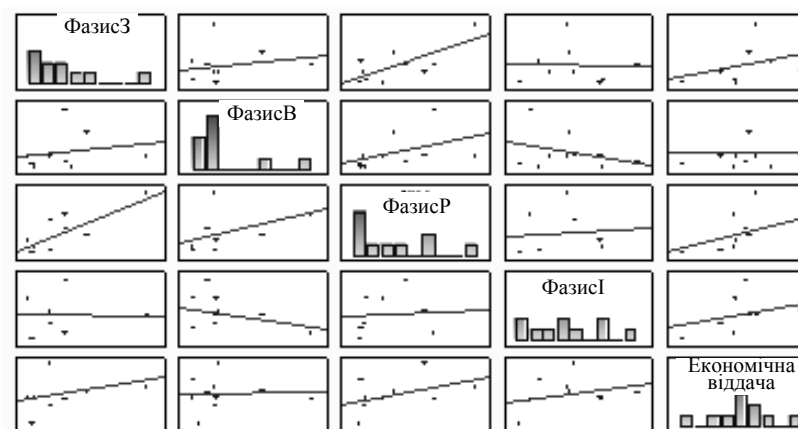 ФазисЗ
ФазисВ
ФазисР
ФазисІ
Економічна
віддача